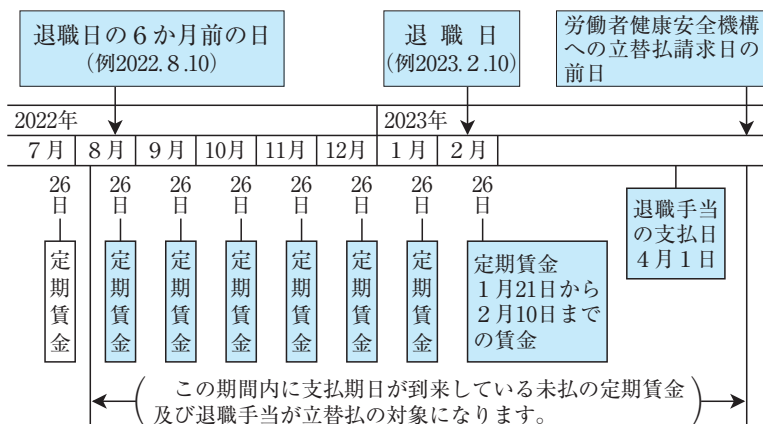 退職日の６か月前の日
(例2022.８.10)
退 職 日
(例2023.２.10)
労働者健康安全機構
への立替払請求日の
前日
2022年
2023年
７月
８月
９月
10月
11月
12月
１月
２月
26日
26日
26日
26日
26日
26日
26日
26日
定期賃金
定期賃金
定期賃金
定期賃金
定期賃金
定期賃金
定期賃金
定期賃金
１月21日から
２月10日まで
の賃金
退職手当
の支払日
４月１日
この期間内に支払期日が到来している未払の定期賃金
及び退職手当が立替払の対象になります。